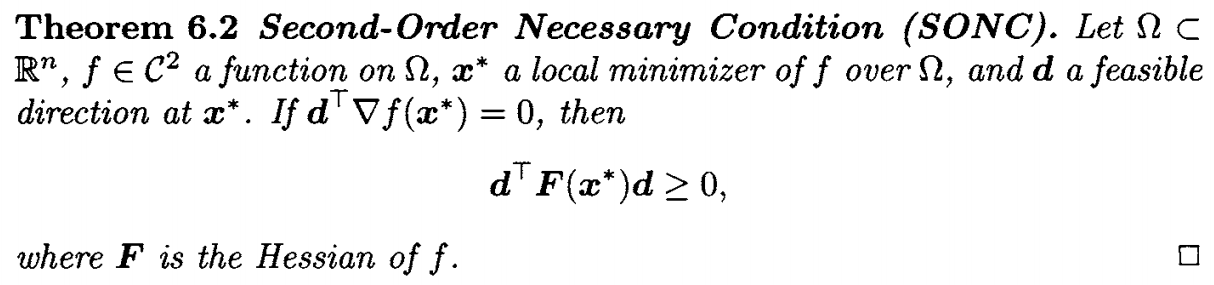 Theorem 6.2 Second-Order Necessary Condition (SONC). Let Ω ⊂
ℝⁿ, f ∈ 𝒞² a function on Ω, x* a local minimizer of f over Ω, and d a feasible
direction at x*. If d⊤∇f(x*) = 0, then
d⊤F(x*)d ≥ 0,
where F is the Hessian of f. □